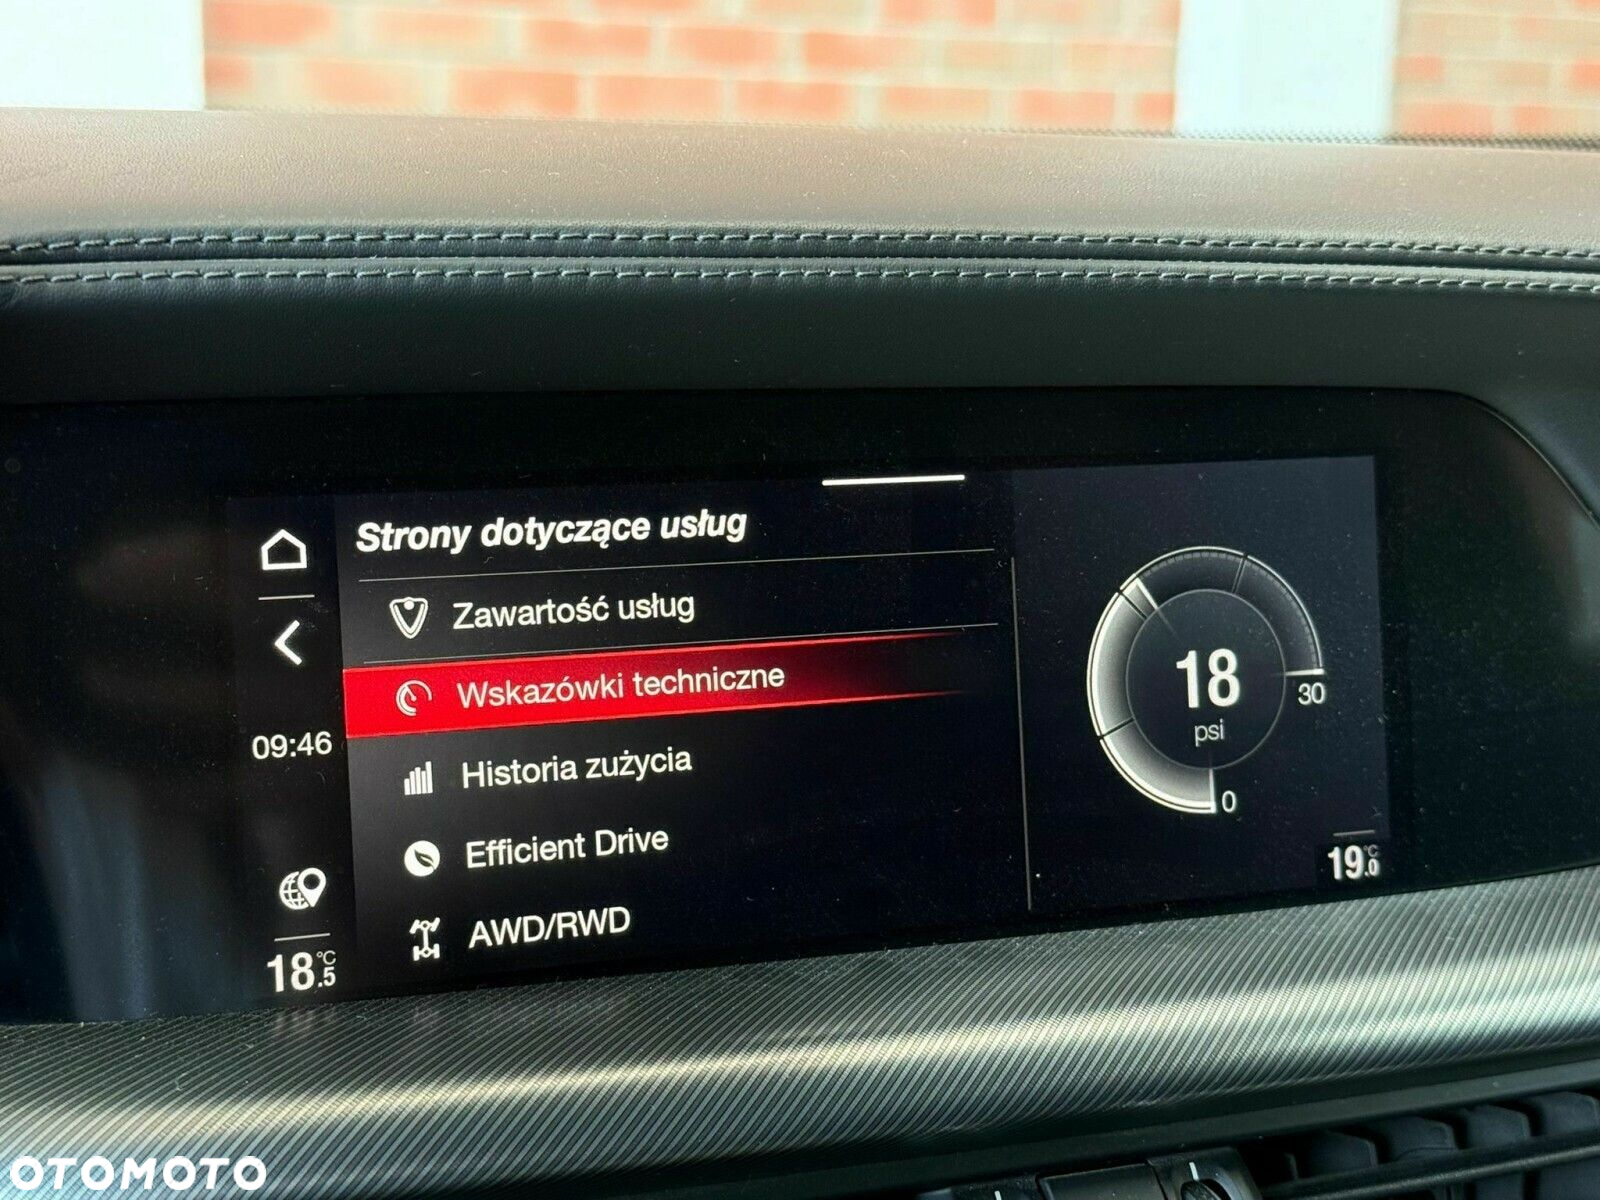 Strony dotyczące usług
Zawartość usług
Wskazówki techniczne
09:46
Historia zużycia
Efficient Drive
AWD/RWD
18.5 °C
18
psi
30
0
19.0 °C
OTOMOTO